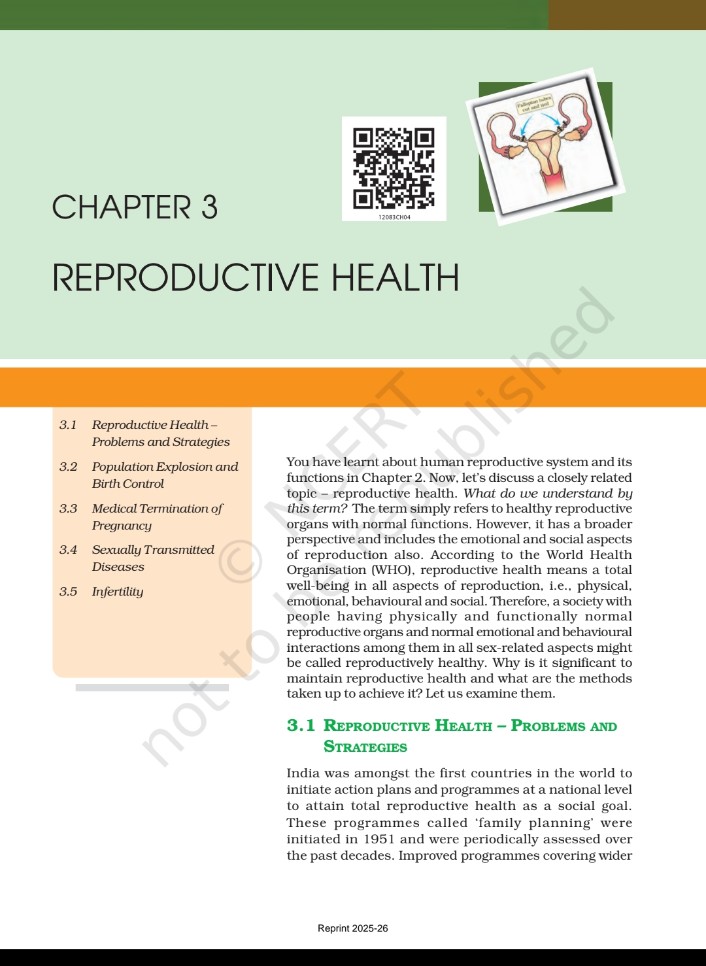 Fallopian tubes
cut and tied
12083CH04
CHAPTER 3
REPRODUCTIVE HEALTH
3.1 Reproductive Health –
Problems and Strategies
3.2 Population Explosion and
Birth Control
3.3 Medical Termination of
Pregnancy
3.4 Sexually Transmitted
Diseases
3.5 Infertility
You have learnt about human reproductive system and its
functions in Chapter 2. Now, let's discuss a closely related
topic – reproductive health. What do we understand by
this term? The term simply refers to healthy reproductive
organs with normal functions. However, it has a broader
perspective and includes the emotional and social aspects
of reproduction also. According to the World Health
Organisation (WHO), reproductive health means a total
well-being in all aspects of reproduction, i.e., physical,
emotional, behavioural and social. Therefore, a society with
people having physically and functionally normal
reproductive organs and normal emotional and behavioural
interactions among them in all sex-related aspects might
be called reproductively healthy. Why is it significant to
maintain reproductive health and what are the methods
taken up to achieve it? Let us examine them.
3.1 REPRODUCTIVE HEALTH – PROBLEMS AND
STRATEGIES
India was amongst the first countries in the world to
initiate action plans and programmes at a national level
to attain total reproductive health as a social goal.
These programmes called 'family planning' were
initiated in 1951 and were periodically assessed over
the past decades. Improved programmes covering wider
© NCERT
not to be republished
Reprint 2025-26